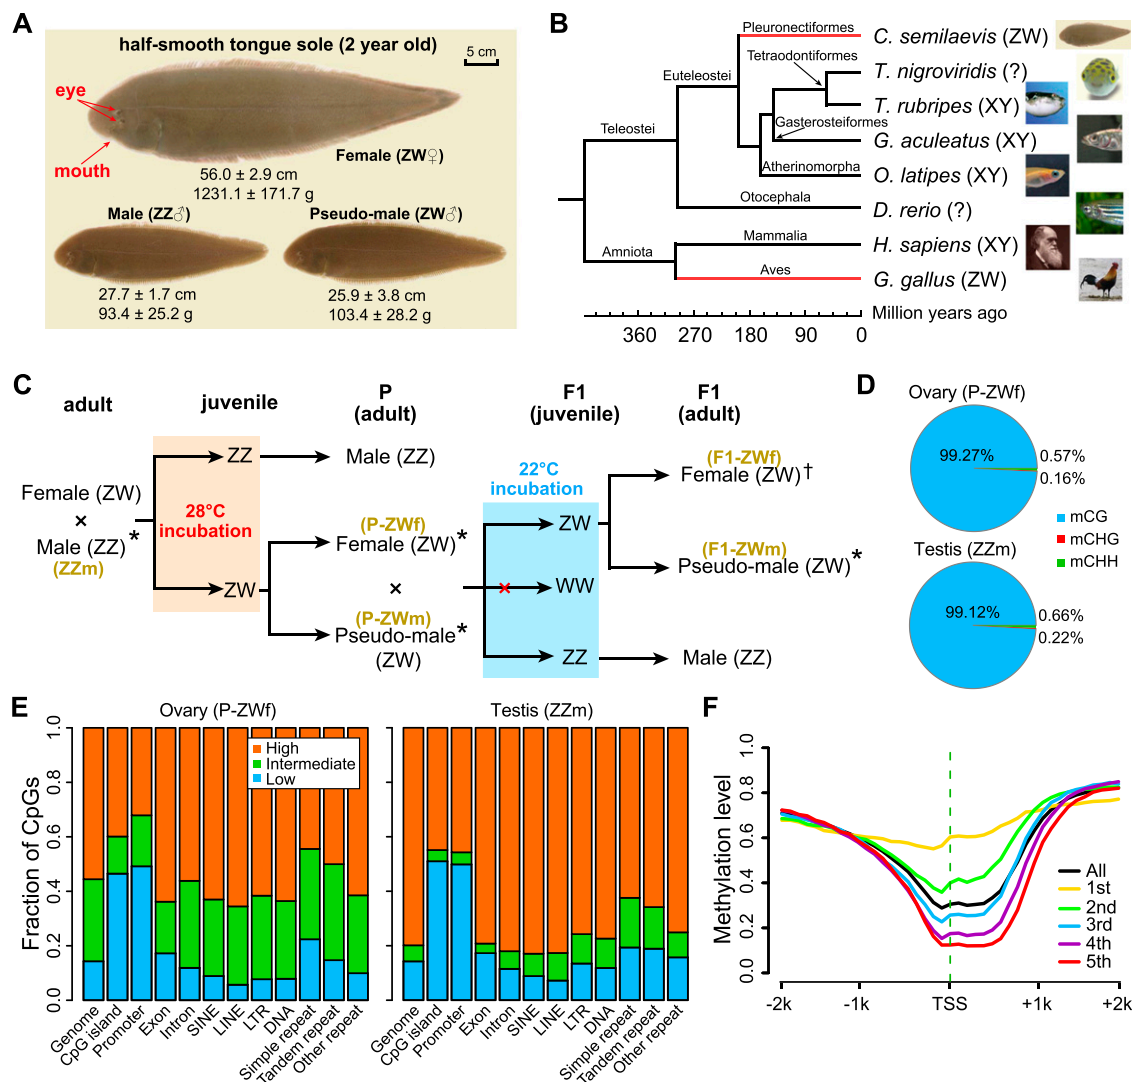 A
half-smooth tongue sole (2 year old)
5 cm
eye
mouth
Female (ZW♀)
56.0 ± 2.9 cm
1231.1 ± 171.7 g
Male (ZZ♂)
Pseudo-male (ZW♂)
27.7 ± 1.7 cm
93.4 ± 25.2 g
25.9 ± 3.8 cm
103.4 ± 28.2 g
B
Pleuronectiformes
C. semilaevis (ZW)
Tetraodontiformes
T. nigroviridis (?)
Euteleostei
T. rubripes (XY)
Gasterosteiformes
G. aculeatus (XY)
Teleostei
Atherinomorpha
O. latipes (XY)
Otocephala
D. rerio (?)
Mammalia
H. sapiens (XY)
Amniota
Aves
G. gallus (ZW)
Million years ago
360 270 180 90 0
C
adult
juvenile
P
(adult)
F1
(juvenile)
F1
(adult)
Female (ZW)
×
Male (ZZ)*
(ZZm)
28°C
incubation
ZZ
ZW
Male (ZZ)
(P-ZWf)
Female (ZW)*
×
(P-ZWm)
Pseudo-male*
(ZW)
22°C
incubation
ZW
×
WW
ZZ
(F1-ZWf)
Female (ZW)†
(F1-ZWm)
Pseudo-male (ZW)*
Male (ZZ)
D
Ovary (P-ZWf)
99.27%
0.57%
0.16%
mCG
mCHG
mCHH
Testis (ZZm)
99.12%
0.66%
0.22%
E
Ovary (P-ZWf)
Testis (ZZm)
Fraction of CpGs
1.0
0.8
0.6
0.4
0.2
0.0
High
Intermediate
Low
Genome
CpG island
Promoter
Exon
Intron
SINE
LINE
LTR
DNA
Simple repeat
Tandem repeat
Other repeat
Genome
CpG island
Promoter
Exon
Intron
SINE
LINE
LTR
DNA
Simple repeat
Tandem repeat
Other repeat
F
Methylation level
1.0
0.8
0.6
0.4
0.2
0.0
All
1st
2nd
3rd
4th
5th
-2k -1k TSS +1k +2k